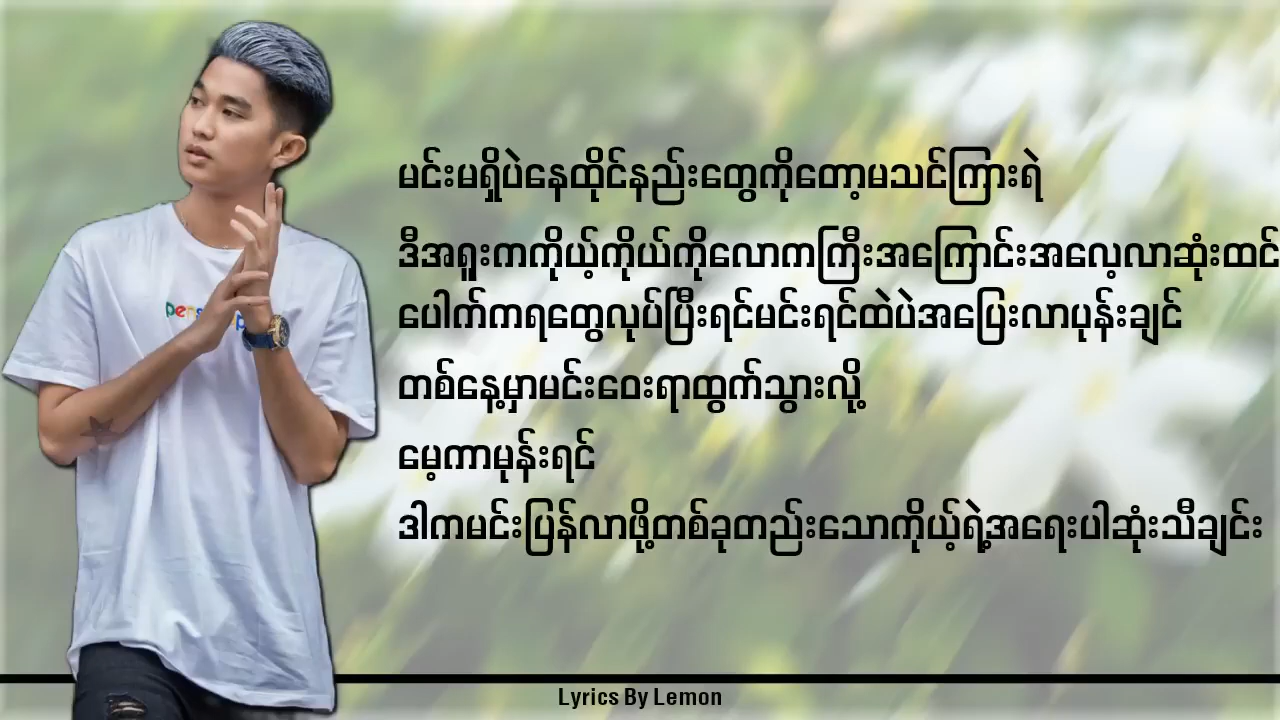 မင်းမရှိပဲနေထိုင်နည်းတွေကိုတော့မသင်ကြားရဲ
ဒီအရူးကကိုယ့်ကိုယ်ကိုလောကကြီးအကြောင်းအလေ့လာဆုံးထင်
ပေါက်ကရတွေလုပ်ပြီးရင်မင်းရင်ထဲပဲအပြေးလာပုန်းချင်
တစ်နေ့မှာမင်းဝေးရာထွက်သွားလို့
မေ့ကာမုန်းရင်
ဒါကမင်းပြန်လာဖို့တစ်ခုတည်းသောကိုယ့်ရဲ့အရေးပါဆုံးသီချင်း
Lyrics By Lemon